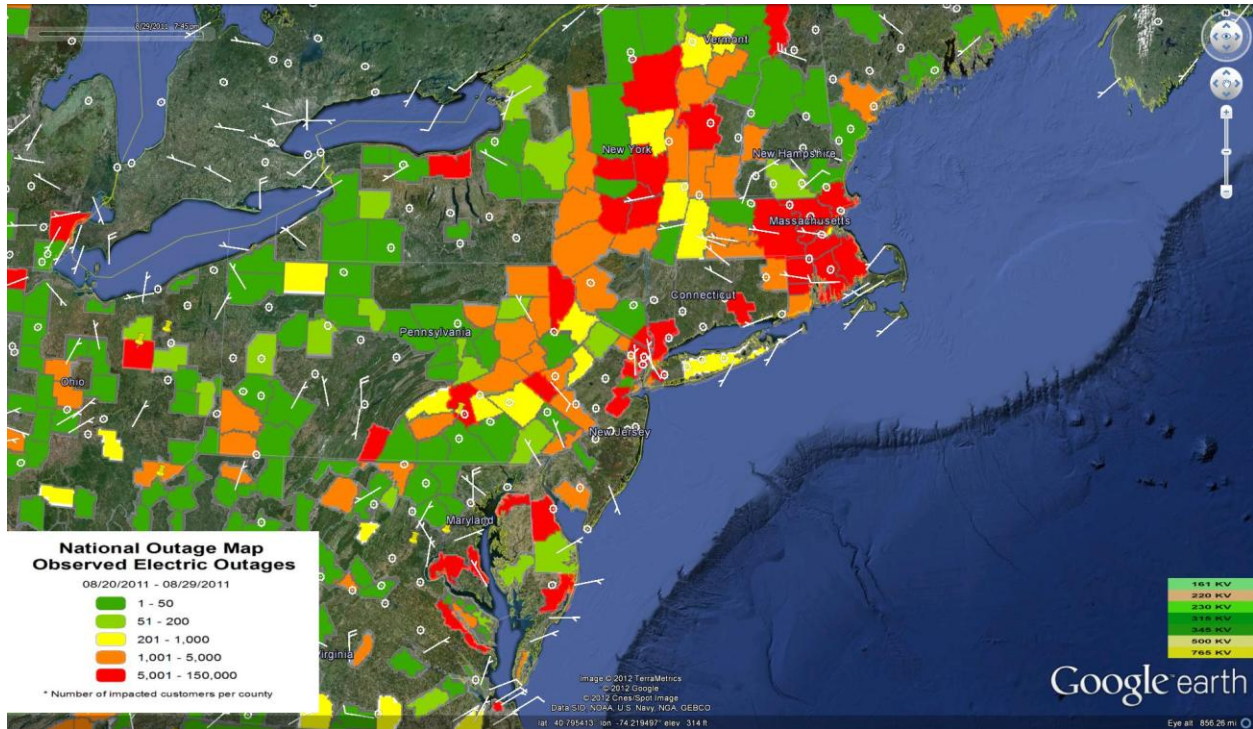 8/29/2011 7:45 pm
N
Vermont
New York
New Hampshire
Massachusetts
Connecticut
Pennsylvania
Ohio
New Jersey
Maryland
Virginia
National Outage Map
Observed Electric Outages
08/20/2011 - 08/29/2011
1 - 50
51 - 200
201 - 1,000
1,001 - 5,000
5,001 - 150,000
* Number of impacted customers per county
161 KV
220 KV
230 KV
315 KV
345 KV
500 KV
765 KV
Image © 2012 TerraMetrics
© 2012 Google
© 2012 Cnes/Spot Image
Data SIO, NOAA, U.S. Navy, NGA, GEBCO
Google earth
lat 40.795413° lon -74.219497° elev 314 ft
Eye alt 856.26 mi